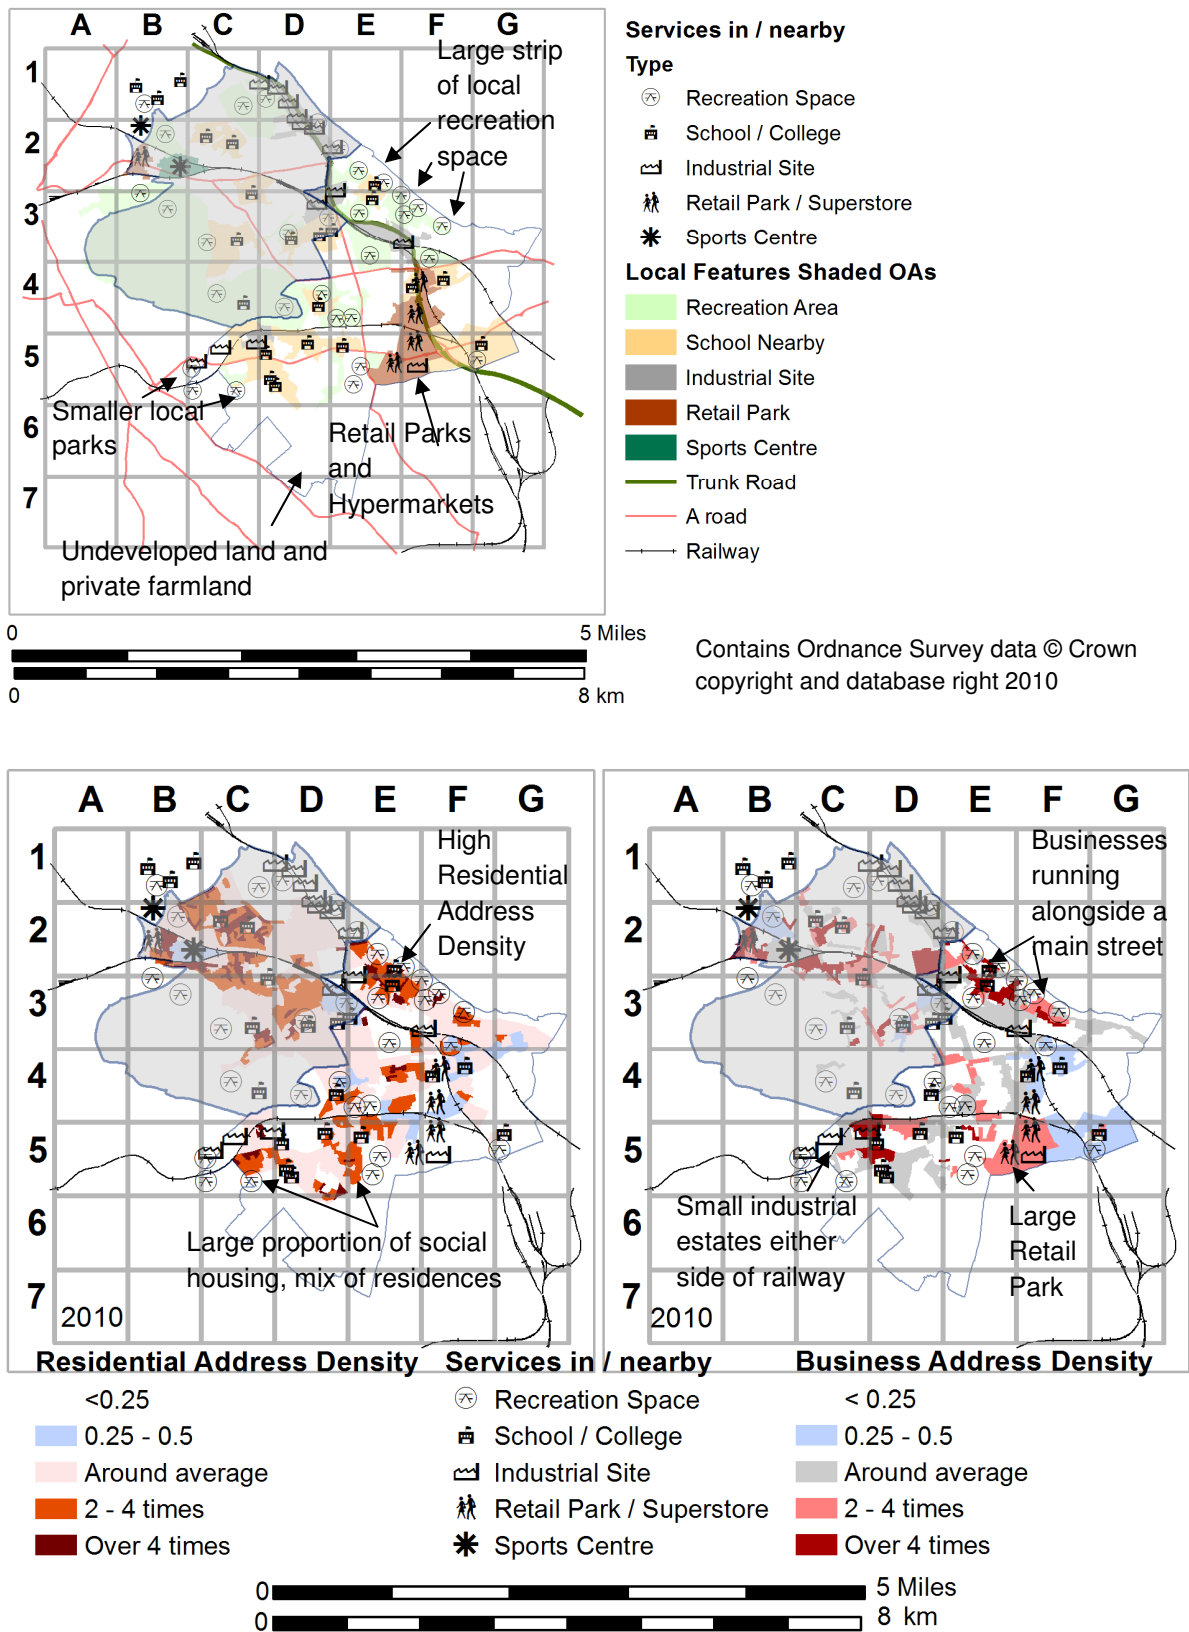 A B C D E F G
1
2
3
4
5
6
7
Large strip
of local
recreation
space
Smaller local
parks
Retail Parks
and
Hypermarkets
Undeveloped land and
private farmland
Services in / nearby
Type
Recreation Space
School / College
Industrial Site
Retail Park / Superstore
Sports Centre
Local Features Shaded OAs
Recreation Area
School Nearby
Industrial Site
Retail Park
Sports Centre
Trunk Road
A road
Railway
0 5 Miles
0 8 km
Contains Ordnance Survey data © Crown
copyright and database right 2010
A B C D E F G
1
2
3
4
5
6
7
High
Residential
Address
Density
Large proportion of social
housing, mix of residences
2010
A B C D E F G
1
2
3
4
5
6
7
Businesses
running
alongside a
main street
Small industrial
estates either
side of railway
Large
Retail
Park
2010
Residential Address Density
<0.25
0.25 - 0.5
Around average
2 - 4 times
Over 4 times
Services in / nearby
Recreation Space
School / College
Industrial Site
Retail Park / Superstore
Sports Centre
Business Address Density
< 0.25
0.25 - 0.5
Around average
2 - 4 times
Over 4 times
0 5 Miles
0 8 km